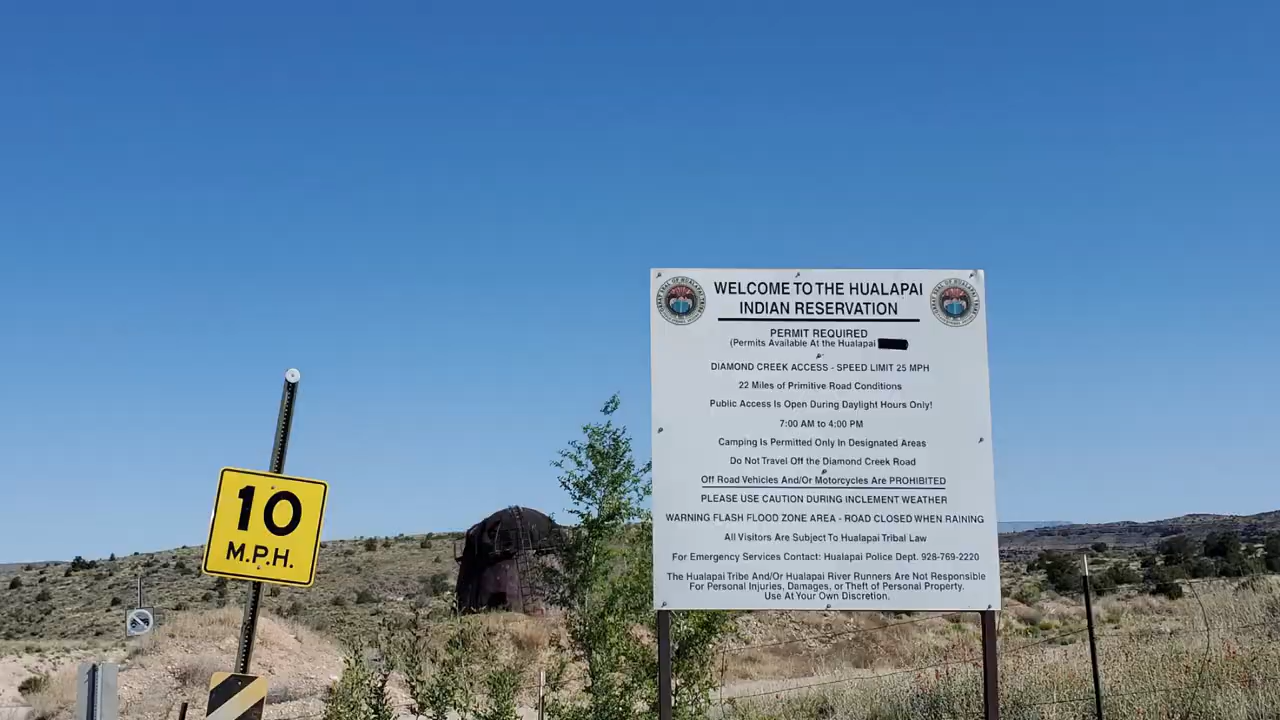 WELCOME TO THE HUALAPAI
INDIAN RESERVATION
PERMIT REQUIRED
(Permits Available At the Hualapai
DIAMOND CREEK ACCESS - SPEED LIMIT 25 MPH
22 Miles of Primitive Road Conditions
Public Access Is Open During Daylight Hours Only!
7:00 AM to 4:00 PM
Camping Is Permitted Only In Designated Areas
Do Not Travel Off the Diamond Creek Road
Off Road Vehicles And/Or Motorcycles Are PROHIBITED
PLEASE USE CAUTION DURING INCLEMENT WEATHER
WARNING FLASH FLOOD ZONE AREA - ROAD CLOSED WHEN RAINING
All Visitors Are Subject To Hualapai Tribal Law
For Emergency Services Contact: Hualapai Police Dept. 928-769-2220
The Hualapai Tribe And/Or Hualapai River Runners Are Not Responsible
For Personal Injuries, Damages, or Theft of Personal Property.
Use At Your Own Discretion.
10
M.P.H.